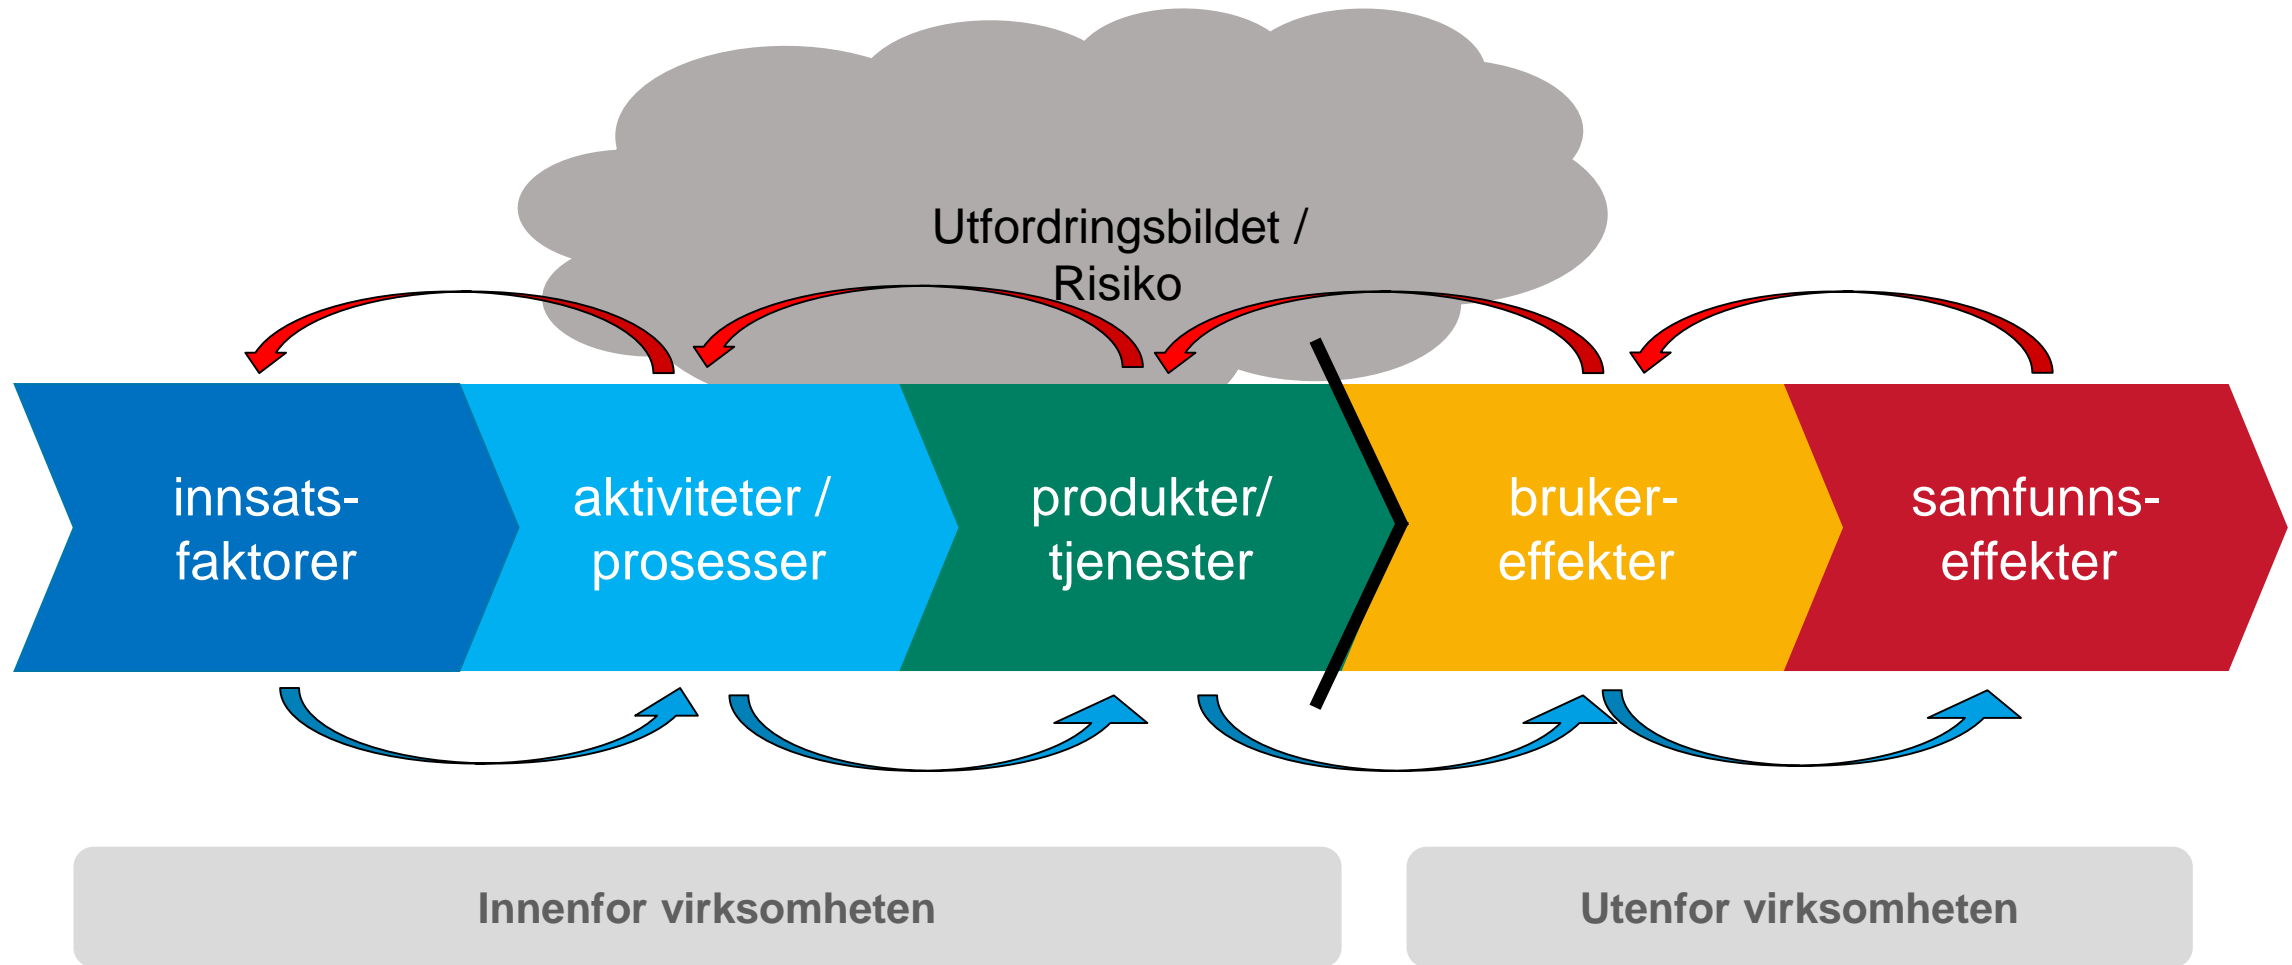 Utfordringsbildet /
Risiko
innsats-
faktorer
aktiviteter /
prosesser
produkter/
tjenester
bruker-
effekter
samfunns-
effekter
Innenfor virksomheten
Utenfor virksomheten